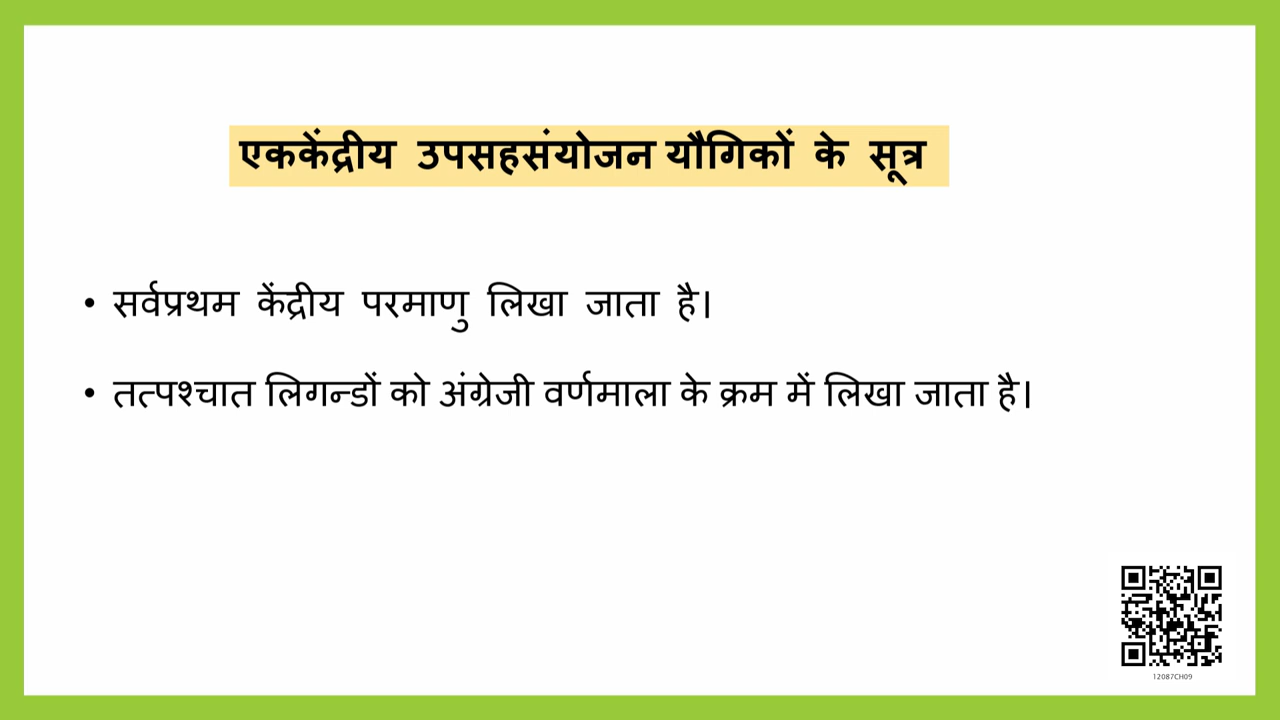 एककेंद्रीय उपसहसंयोजन यौगिकों के सूत्र
• सर्वप्रथम केंद्रीय परमाणु लिखा जाता है।
• तत्पश्चात लिगन्डों को अंग्रेजी वर्णमाला के क्रम में लिखा जाता है।
12087CH09